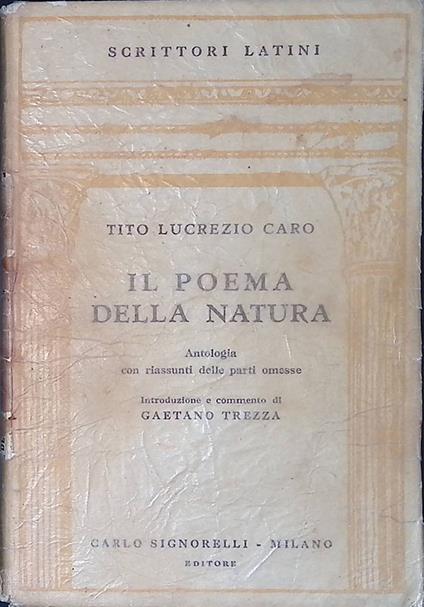 SCRITTORI LATINI
TITO LUCREZIO CARO
IL POEMA
DELLA NATURA
Antologia
con riassunti delle parti omesse
Introduzione e commento di
GAETANO TREZZA
CARLO SIGNORELLI - MILANO
EDITORE